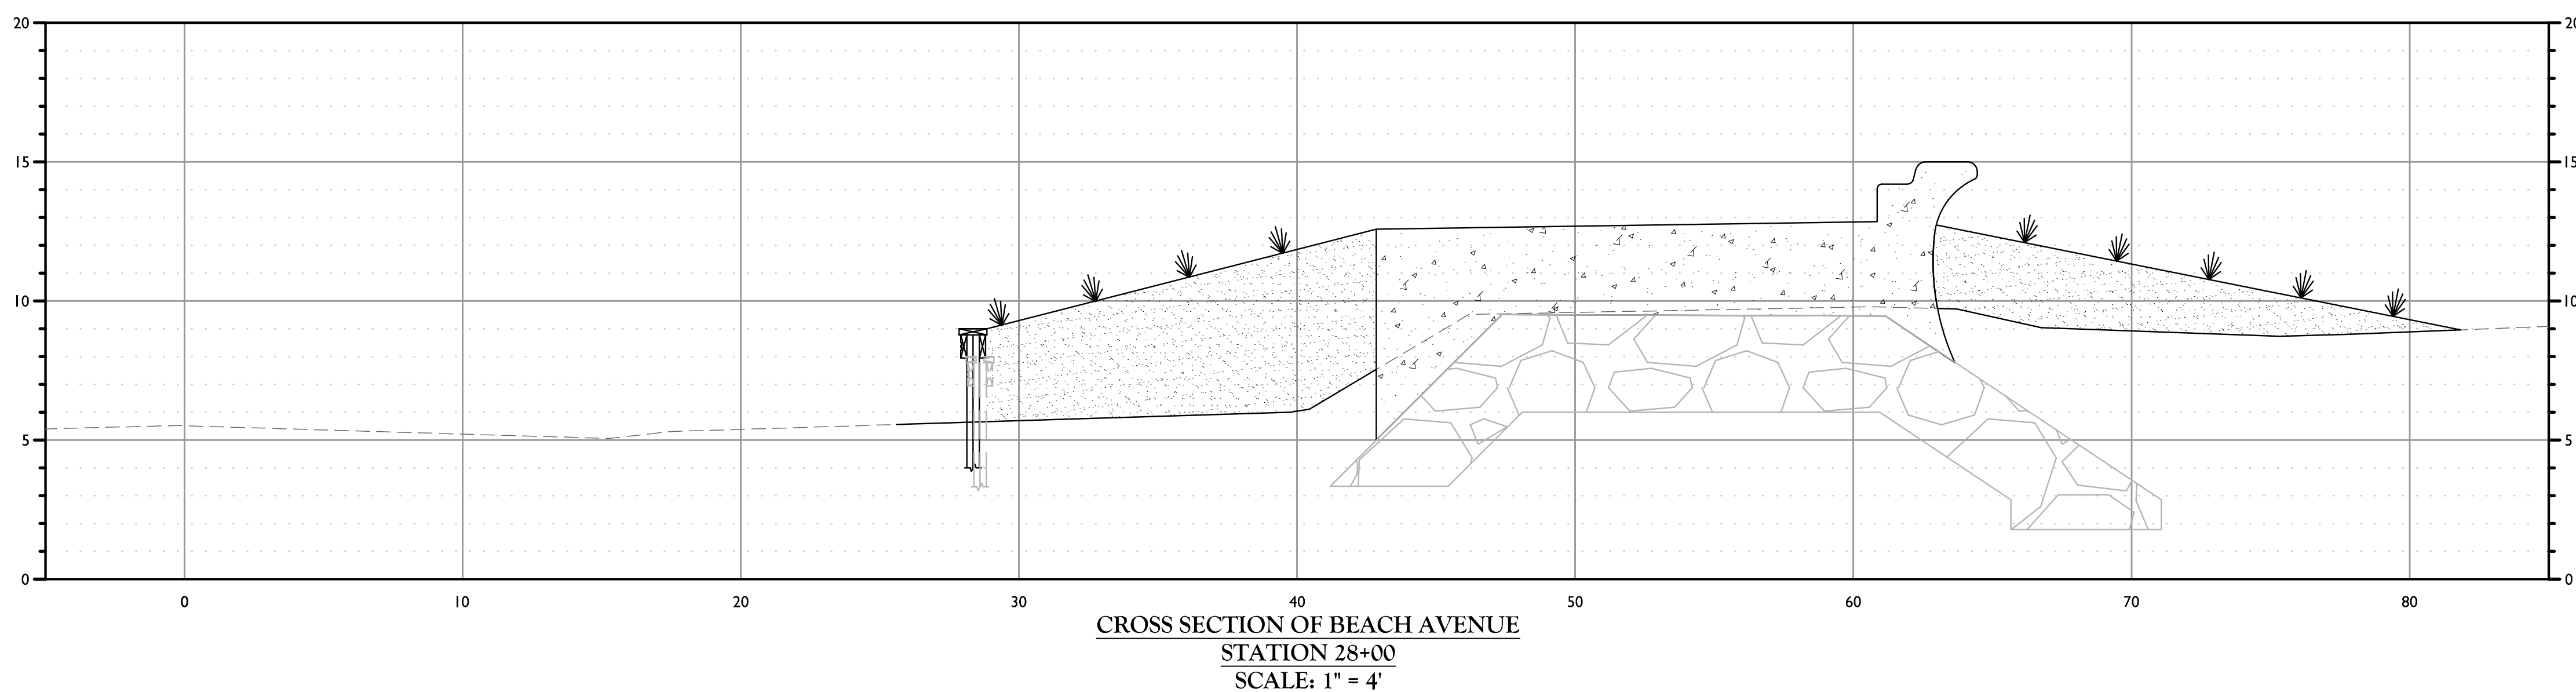 20 20
15 15
10 10
5 5
0 0
0 10 20 30 40 50 60 70 80
CROSS SECTION OF BEACH AVENUE
STATION 28+00
SCALE: 1" = 4'